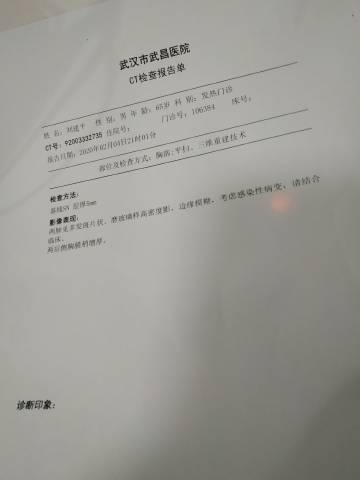 武汉市武昌医院
CT检查报告单
姓 名: 刘建平 性 别: 男 年 龄: 65岁 科 别: 发热门诊
CT号: 92003332735 住院号: 门诊号: 106384 床号:
报告日期: 2020年02月04日21时01分
部位及检查方式: 胸部:平扫, 三维重建技术
检查方法:
基线SN 层厚5mm
影像表现:
两肺见多发斑片状、磨玻璃样高密度影, 边缘模糊, 考虑感染性病变, 请结合
临床。
两后侧胸膜稍增厚。
诊断印象: